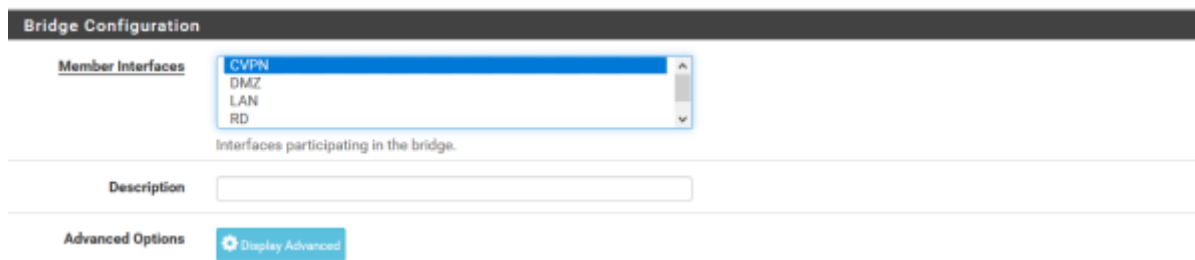 Bridge Configuration
Member Interfaces
CVPN
DMZ
LAN
RD
Interfaces participating in the bridge.
Description
Advanced Options
Display Advanced